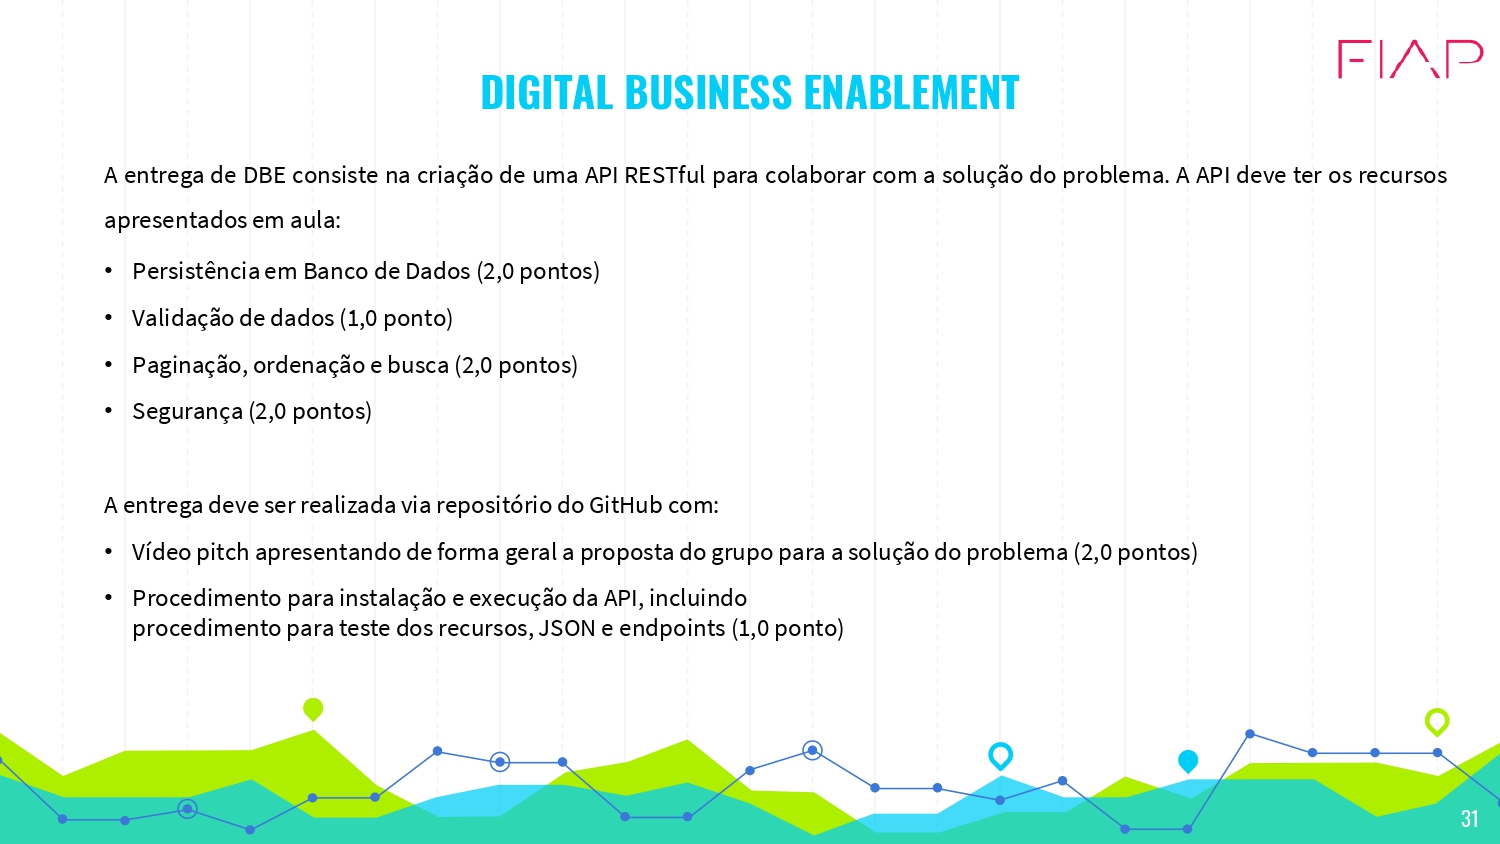 FIAP
DIGITAL BUSINESS ENABLEMENT
A entrega de DBE consiste na criação de uma API RESTful para colaborar com a solução do problema. A API deve ter os recursos
apresentados em aula:
• Persistência em Banco de Dados (2,0 pontos)
• Validação de dados (1,0 ponto)
• Paginação, ordenação e busca (2,0 pontos)
• Segurança (2,0 pontos)
A entrega deve ser realizada via repositório do GitHub com:
• Vídeo pitch apresentando de forma geral a proposta do grupo para a solução do problema (2,0 pontos)
• Procedimento para instalação e execução da API, incluindo
procedimento para teste dos recursos, JSON e endpoints (1,0 ponto)
31